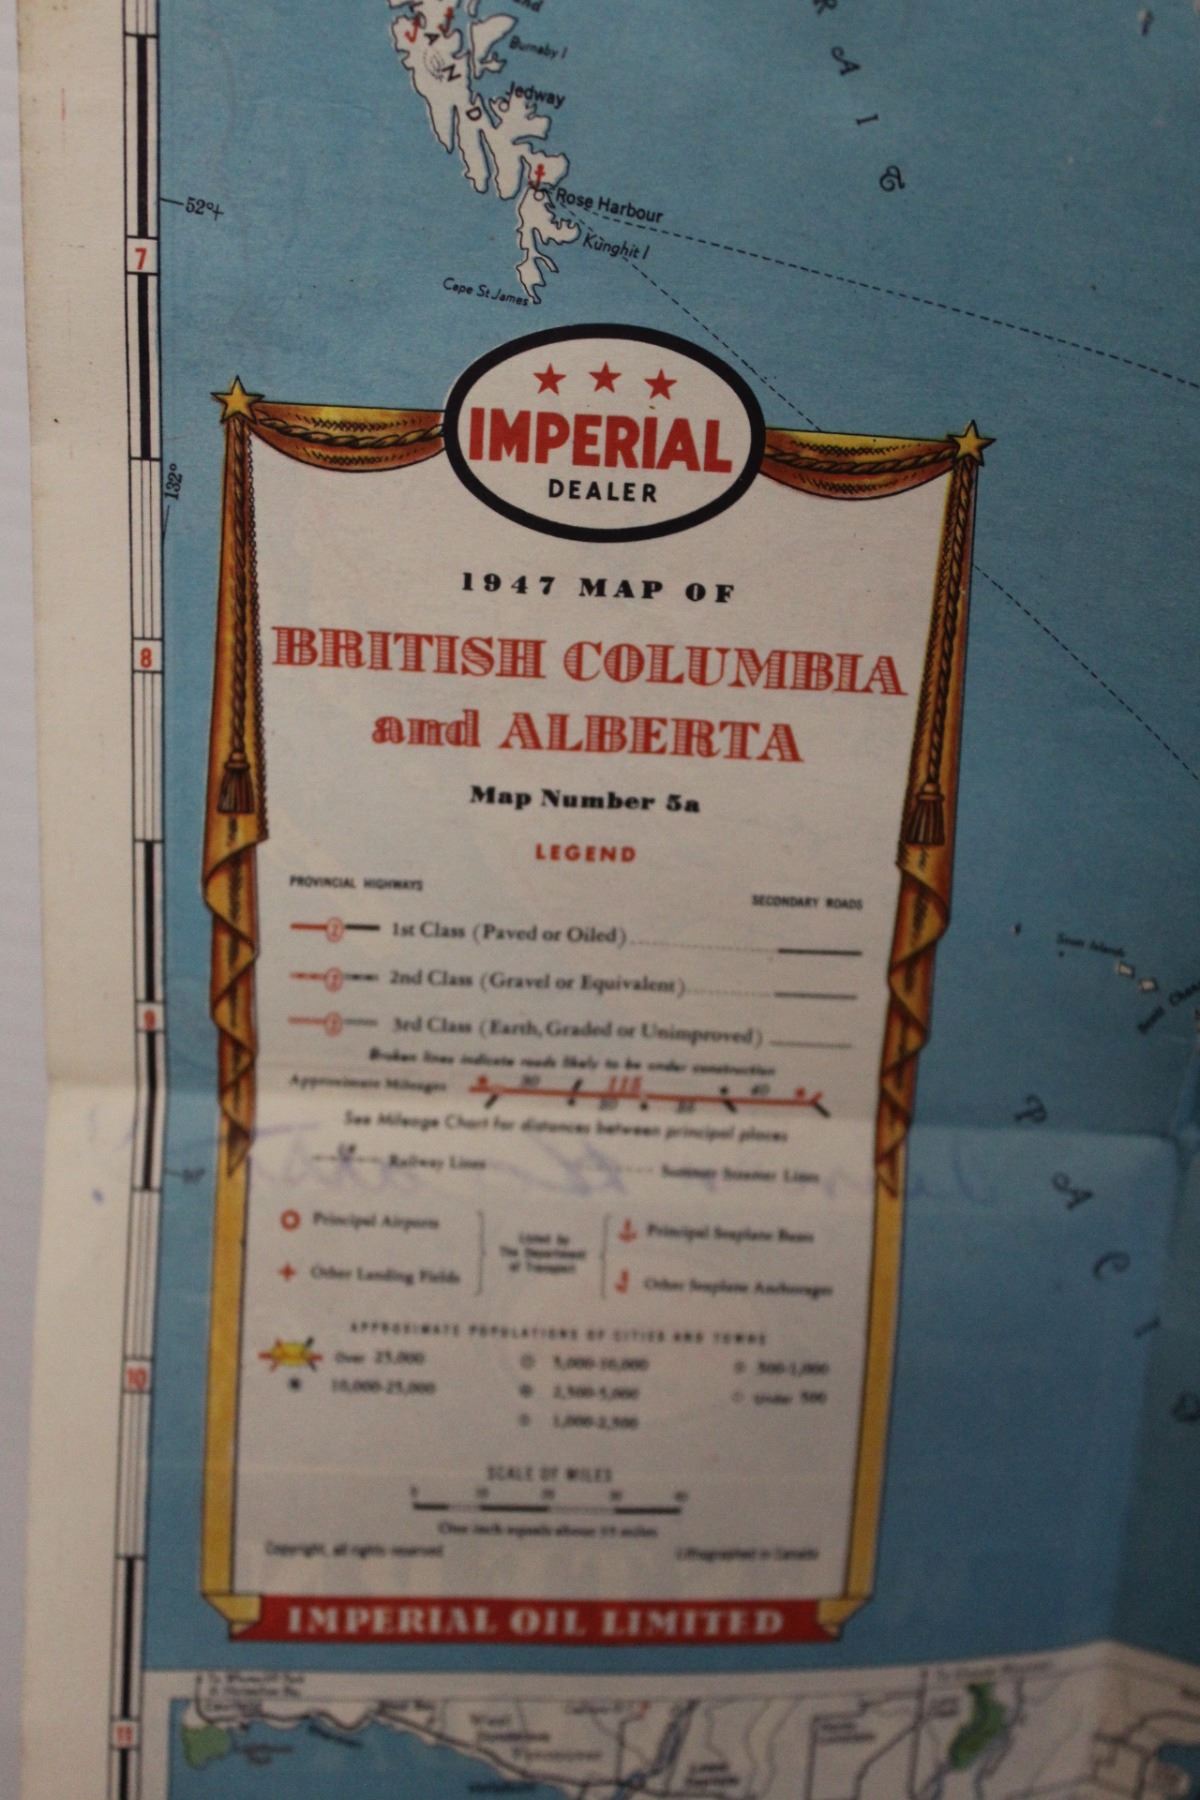 Burnaby I
Jedway
Rose Harbour
Kunghit I
Cape St James
52°
7
132°
IMPERIAL
DEALER
1947 MAP OF
BRITISH COLUMBIA
and ALBERTA
Map Number 5a
LEGEND
PROVINCIAL HIGHWAYS
SECONDARY ROADS
1st Class (Paved or Oiled)
2nd Class (Gravel or Equivalent)
3rd Class (Earth, Graded or Unimproved)
Broken lines indicate roads likely to be under construction
Approximate Mileages
See Mileage Chart for distances between principal places
Railway Lines
Summer Steamer Lines
Principal Airports
Other Landing Fields
Listed by
The Department
of Transport
Principal Seaplane Bases
Other Seaplane Anchorages
APPROXIMATE POPULATIONS OF CITIES AND TOWNS
Over 25,000
10,000-25,000
5,000-10,000
2,500-5,000
1,000-2,500
500-1,000
Under 500
SCALE OF MILES
Copyright, all rights reserved
Lithographed in Canada
IMPERIAL OIL LIMITED
8
9
10
11
Scott Islands
P A C I